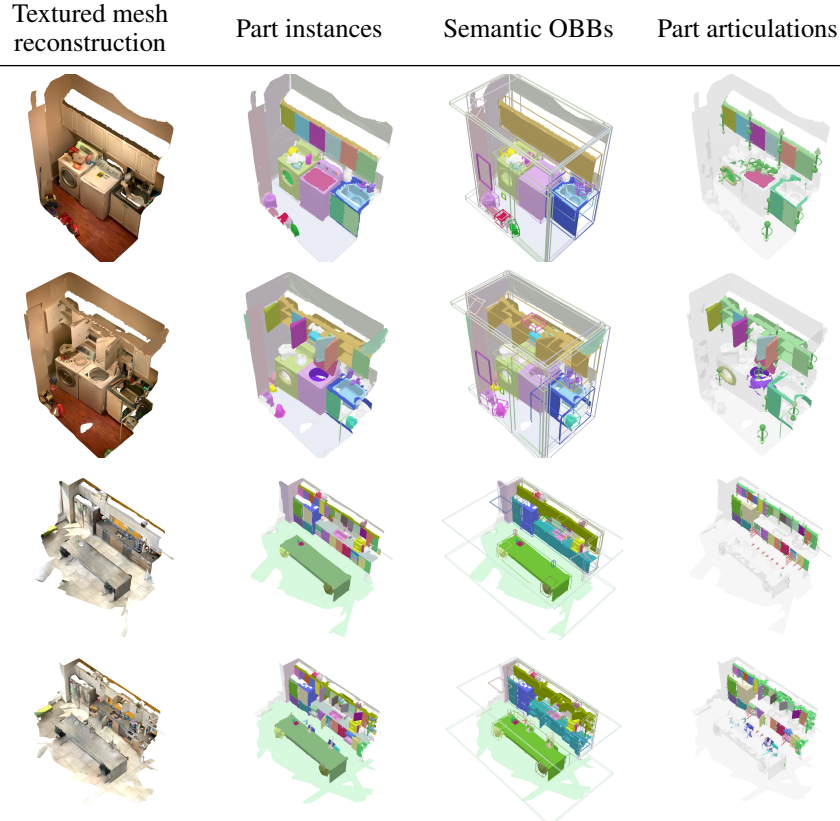 Textured mesh
reconstruction
Part instances
Semantic OBBs
Part articulations